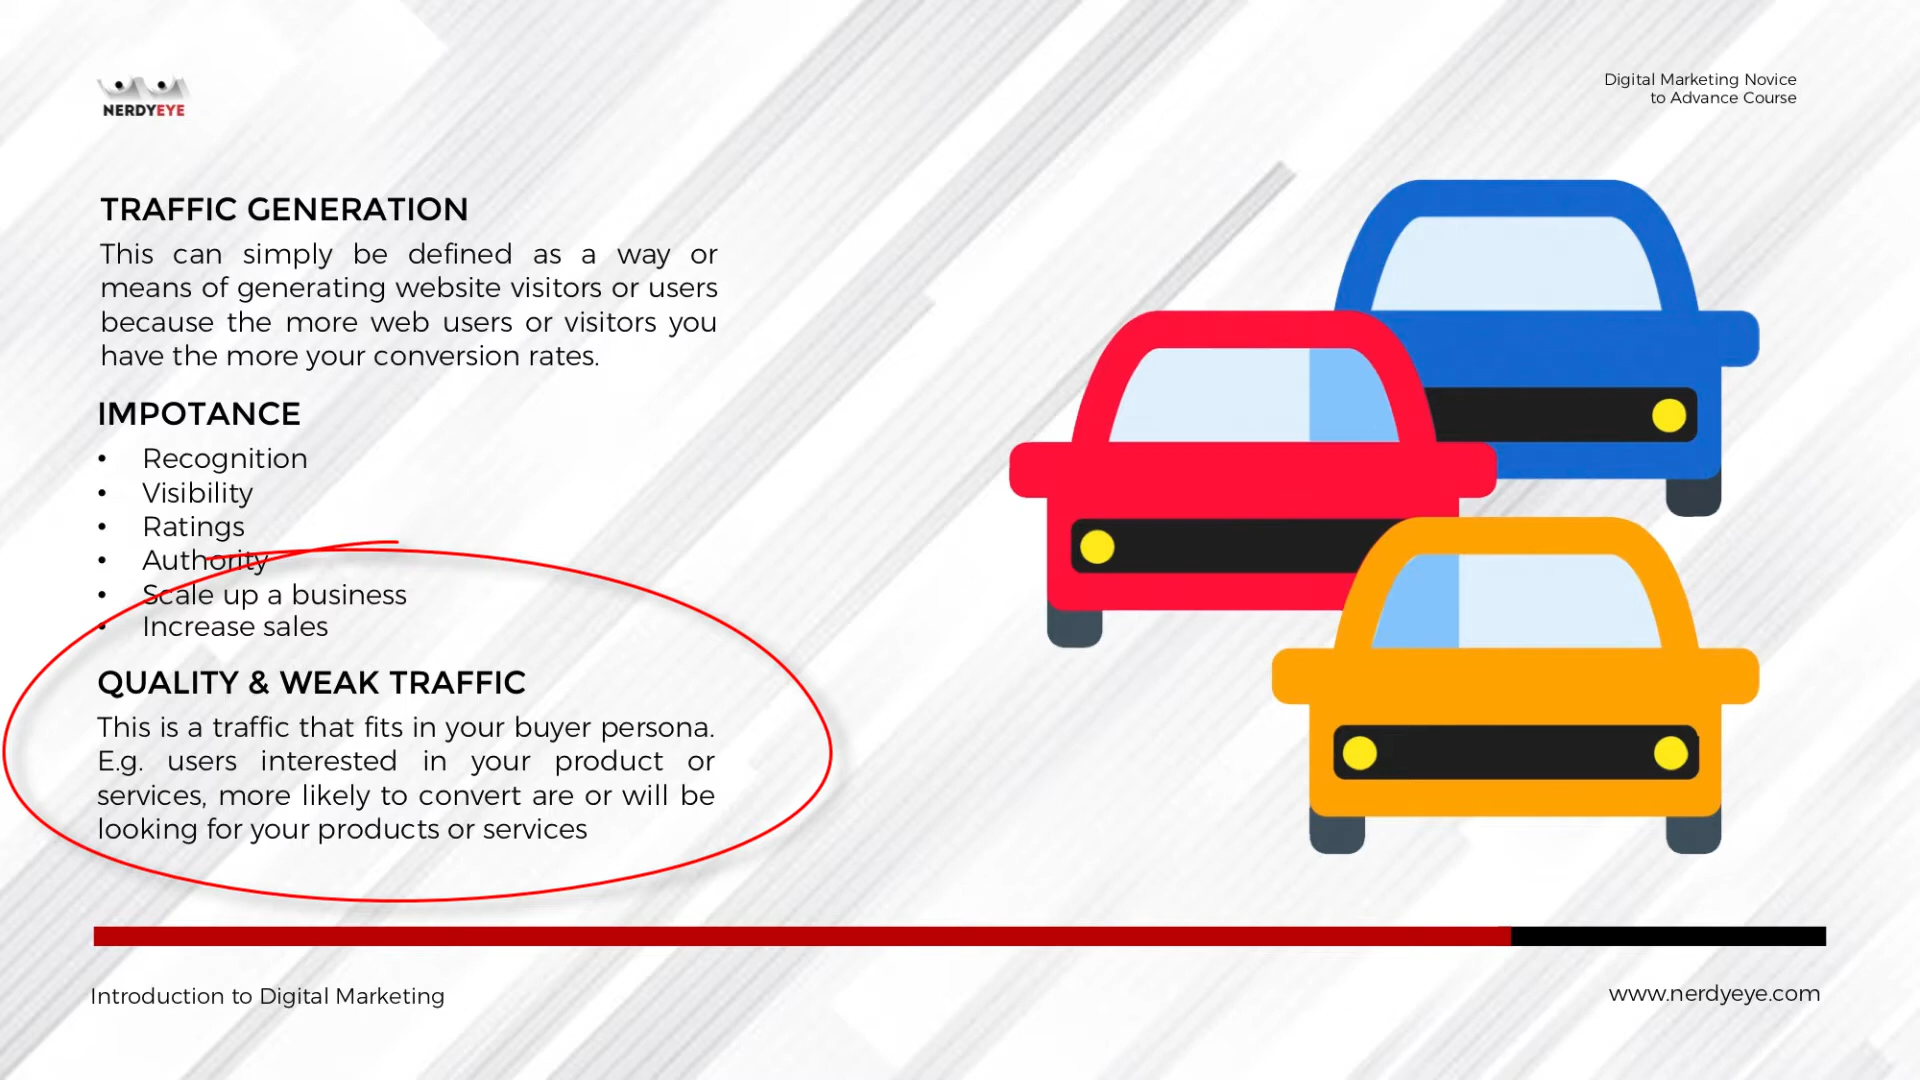 NERDYEYE
Digital Marketing Novice
to Advance Course
TRAFFIC GENERATION
This can simply be defined as a way or
means of generating website visitors or users
because the more web users or visitors you
have the more your conversion rates.
IMPOTANCE
• Recognition
• Visibility
• Ratings
• Authority
• Scale up a business
• Increase sales
QUALITY & WEAK TRAFFIC
This is a traffic that fits in your buyer persona.
E.g. users interested in your product or
services, more likely to convert are or will be
looking for your products or services
Introduction to Digital Marketing
www.nerdyeye.com